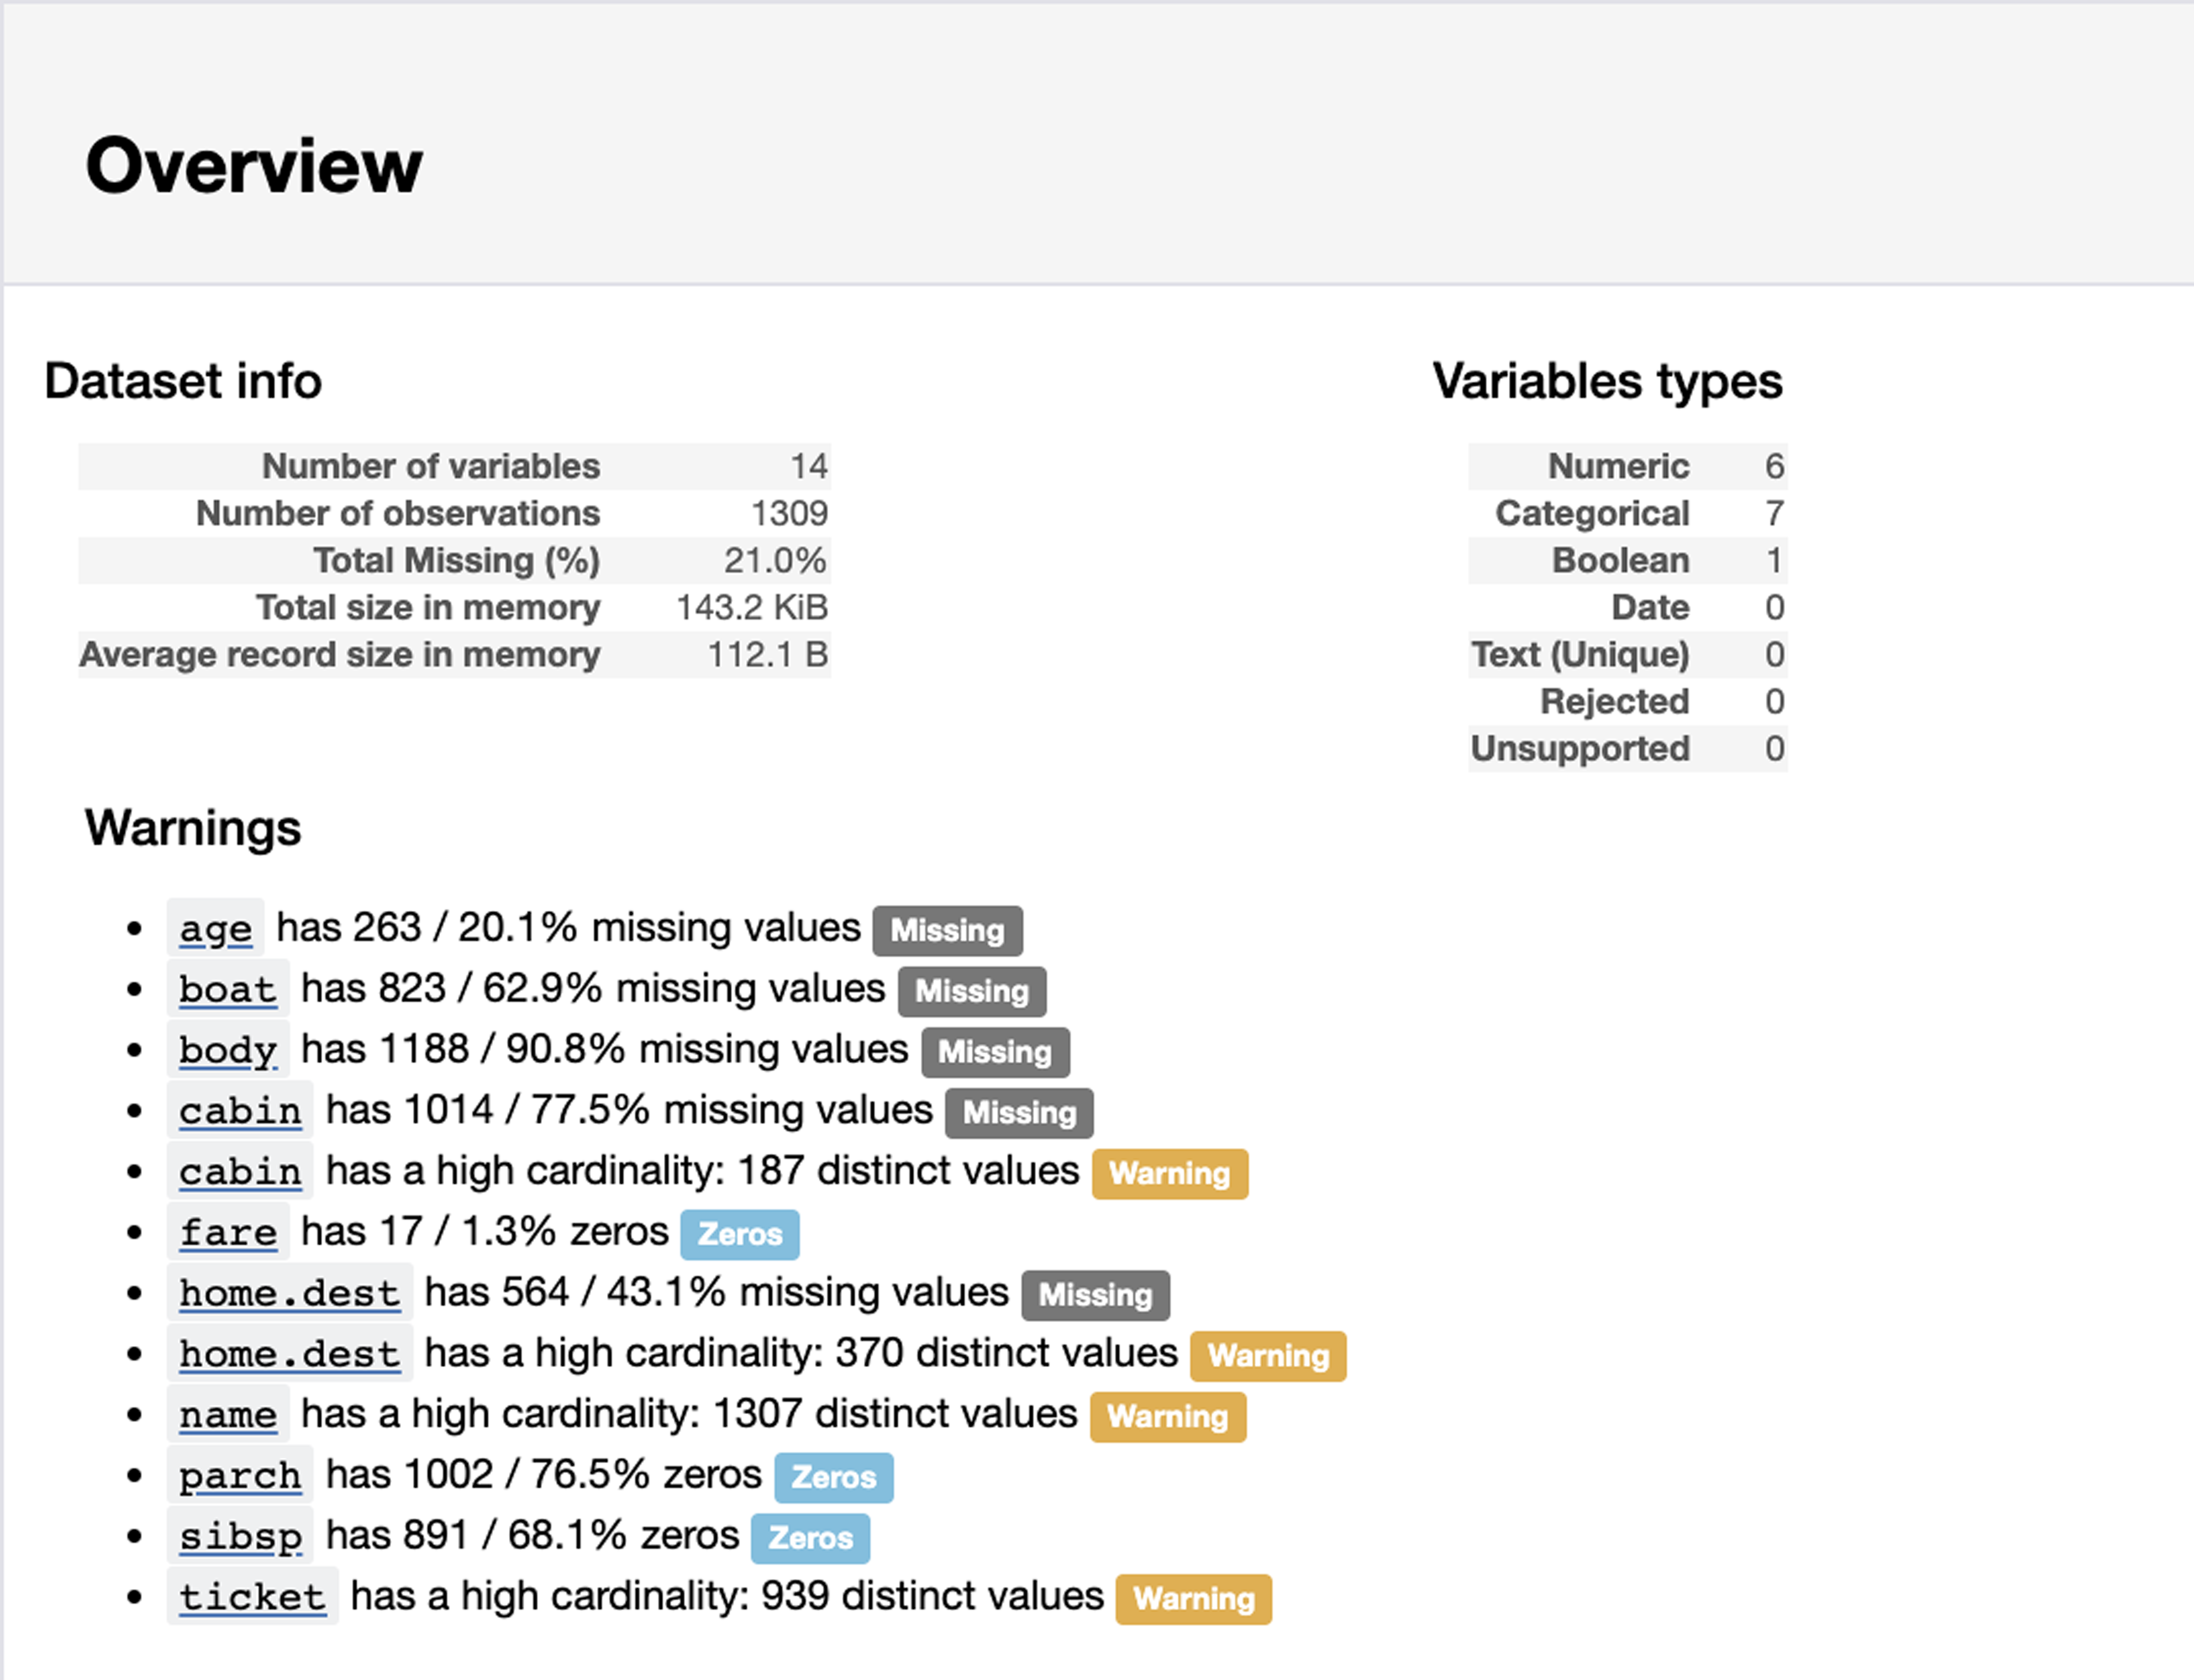 Overview
Dataset info
Number of variables 14
Number of observations 1309
Total Missing (%) 21.0%
Total size in memory 143.2 KiB
Average record size in memory 112.1 B
Variables types
Numeric 6
Categorical 7
Boolean 1
Date 0
Text (Unique) 0
Rejected 0
Unsupported 0
Warnings
age has 263 / 20.1% missing values Missing
boat has 823 / 62.9% missing values Missing
body has 1188 / 90.8% missing values Missing
cabin has 1014 / 77.5% missing values Missing
cabin has a high cardinality: 187 distinct values Warning
fare has 17 / 1.3% zeros Zeros
home.dest has 564 / 43.1% missing values Missing
home.dest has a high cardinality: 370 distinct values Warning
name has a high cardinality: 1307 distinct values Warning
parch has 1002 / 76.5% zeros Zeros
sibsp has 891 / 68.1% zeros Zeros
ticket has a high cardinality: 939 distinct values Warning